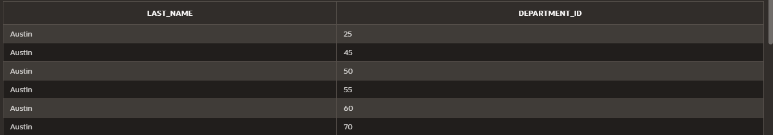 LAST_NAME DEPARTMENT_ID
Austin 25
Austin 45
Austin 50
Austin 55
Austin 60
Austin 70